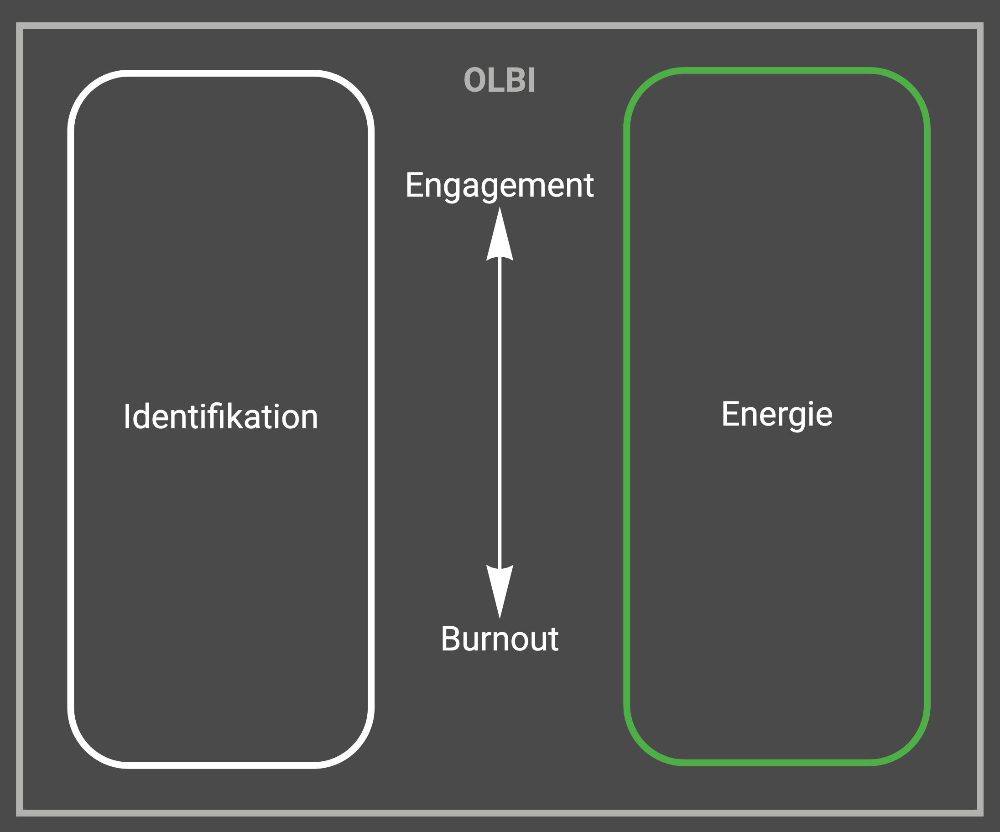 OLBI
Engagement
Identifikation
Energie
Burnout